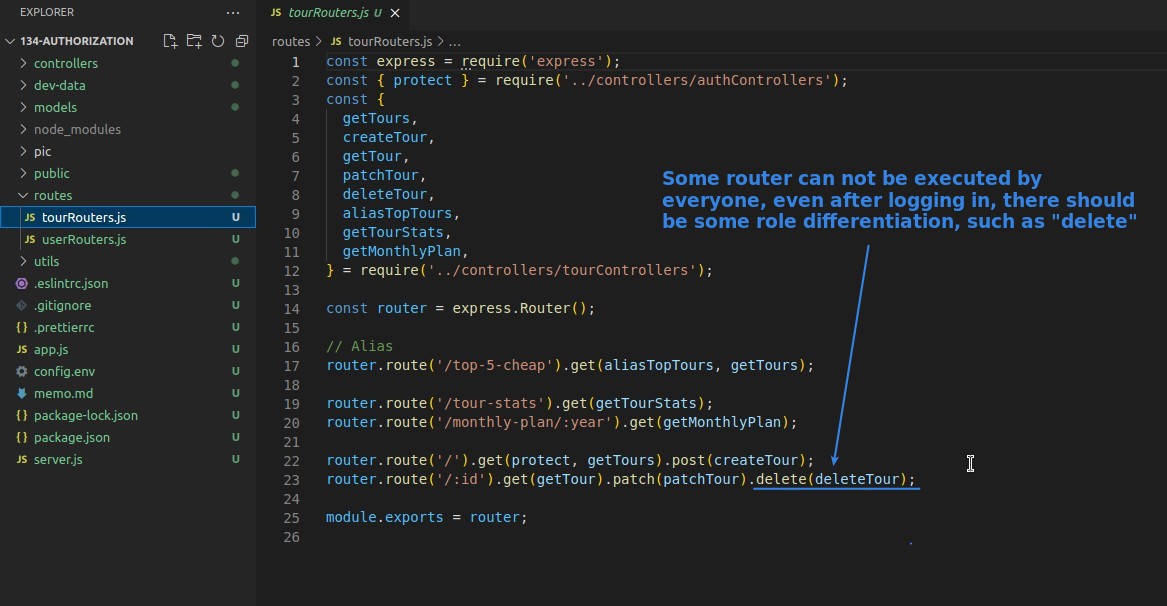 EXPLORER
...
134-AUTHORIZATION
controllers
dev-data
models
node_modules
pic
public
routes
JS tourRouters.js U
JS userRouters.js U
utils
.eslintrc.json U
.gitignore U
{} .prettierrc U
JS app.js U
config.env U
memo.md U
{} package-lock.json U
{} package.json U
JS server.js U
JS tourRouters.js U ×
routes > JS tourRouters.js > ...
1 const express = require('express');
2 const { protect } = require('../controllers/authControllers');
3 const {
4 getTours,
5 createTour,
6 getTour,
7 patchTour,
8 deleteTour,
9 aliasTopTours,
10 getTourStats,
11 getMonthlyPlan,
12 } = require('../controllers/tourControllers');
13
14 const router = express.Router();
15
16 // Alias
17 router.route('/top-5-cheap').get(aliasTopTours, getTours);
18
19 router.route('/tour-stats').get(getTourStats);
20 router.route('/monthly-plan/:year').get(getMonthlyPlan);
21
22 router.route('/').get(protect, getTours).post(createTour);
23 router.route('/:id').get(getTour).patch(patchTour).delete(deleteTour);
24
25 module.exports = router;
26
Some router can not be executed by
everyone, even after logging in, there should
be some role differentiation, such as "delete"